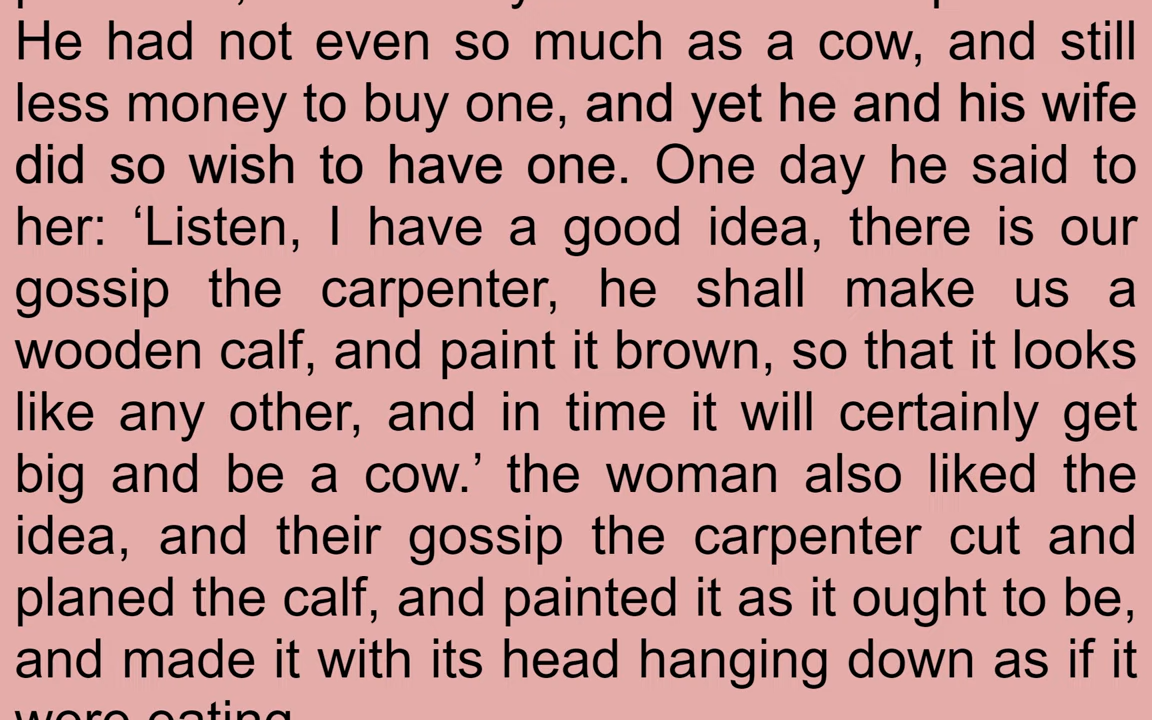 He had not even so much as a cow, and still
less money to buy one, and yet he and his wife
did so wish to have one. One day he said to
her: ‘Listen, I have a good idea, there is our
gossip the carpenter, he shall make us a
wooden calf, and paint it brown, so that it looks
like any other, and in time it will certainly get
big and be a cow.’ the woman also liked the
idea, and their gossip the carpenter cut and
planed the calf, and painted it as it ought to be,
and made it with its head hanging down as if it
were eating.